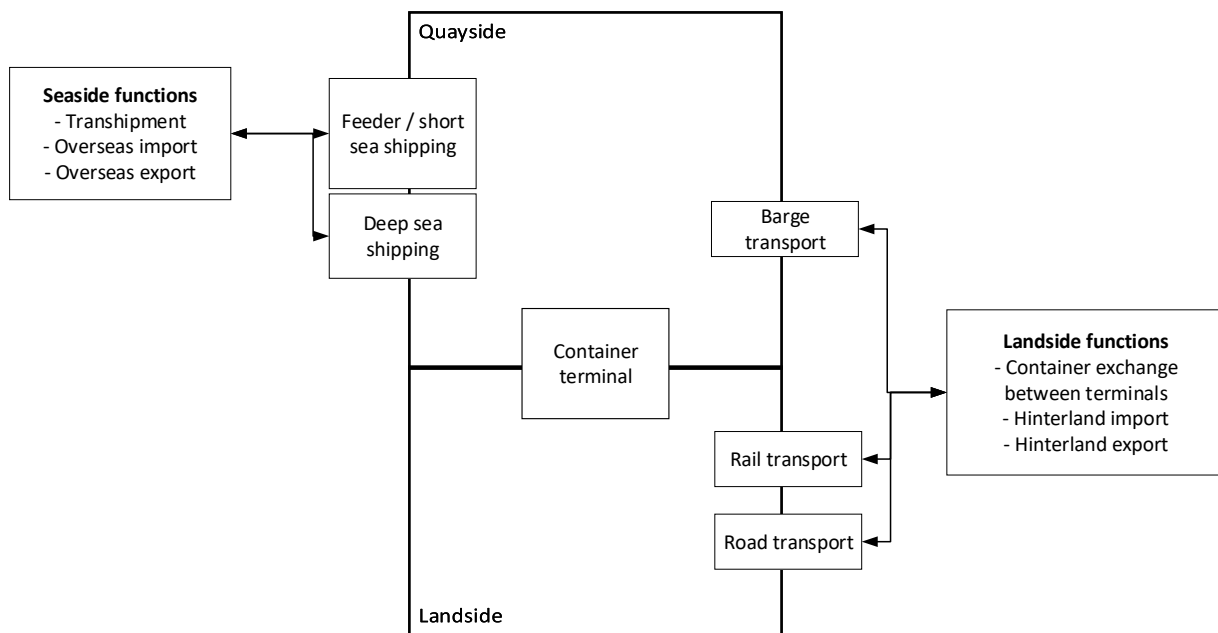 Quayside
Seaside functions
- Transhipment
- Overseas import
- Overseas export
Feeder / short
sea shipping
Deep sea
shipping
Barge
transport
Container
terminal
Landside functions
- Container exchange
between terminals
- Hinterland import
- Hinterland export
Rail transport
Road transport
Landside